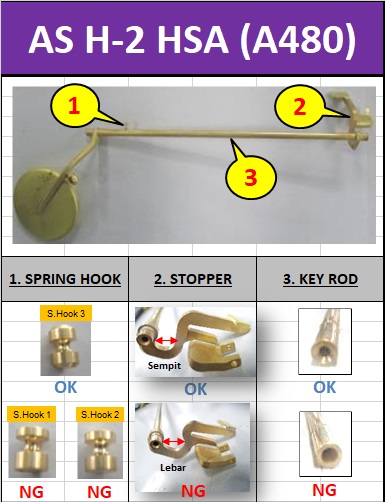 AS H-2 HSA (A480)
1
2
3
1. SPRING HOOK
2. STOPPER
3. KEY ROD
S.Hook 3
Sempit
OK
OK
OK
S.Hook 1
S.Hook 2
Lebar
NG
NG
NG
NG